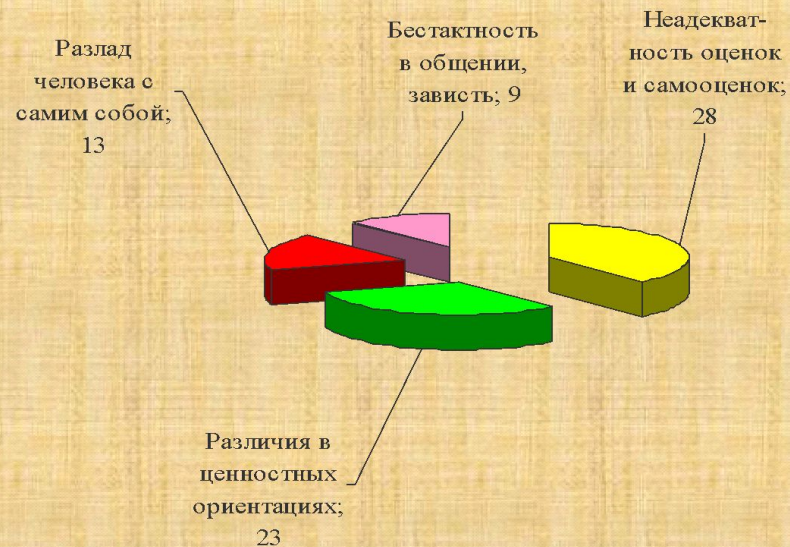 Разлад
человека с
самим собой;
13
Бестактность
в общении,
зависть; 9
Неадекват-
ность оценок
и самооценок;
28
Различия в
ценностных
ориентациях;
23